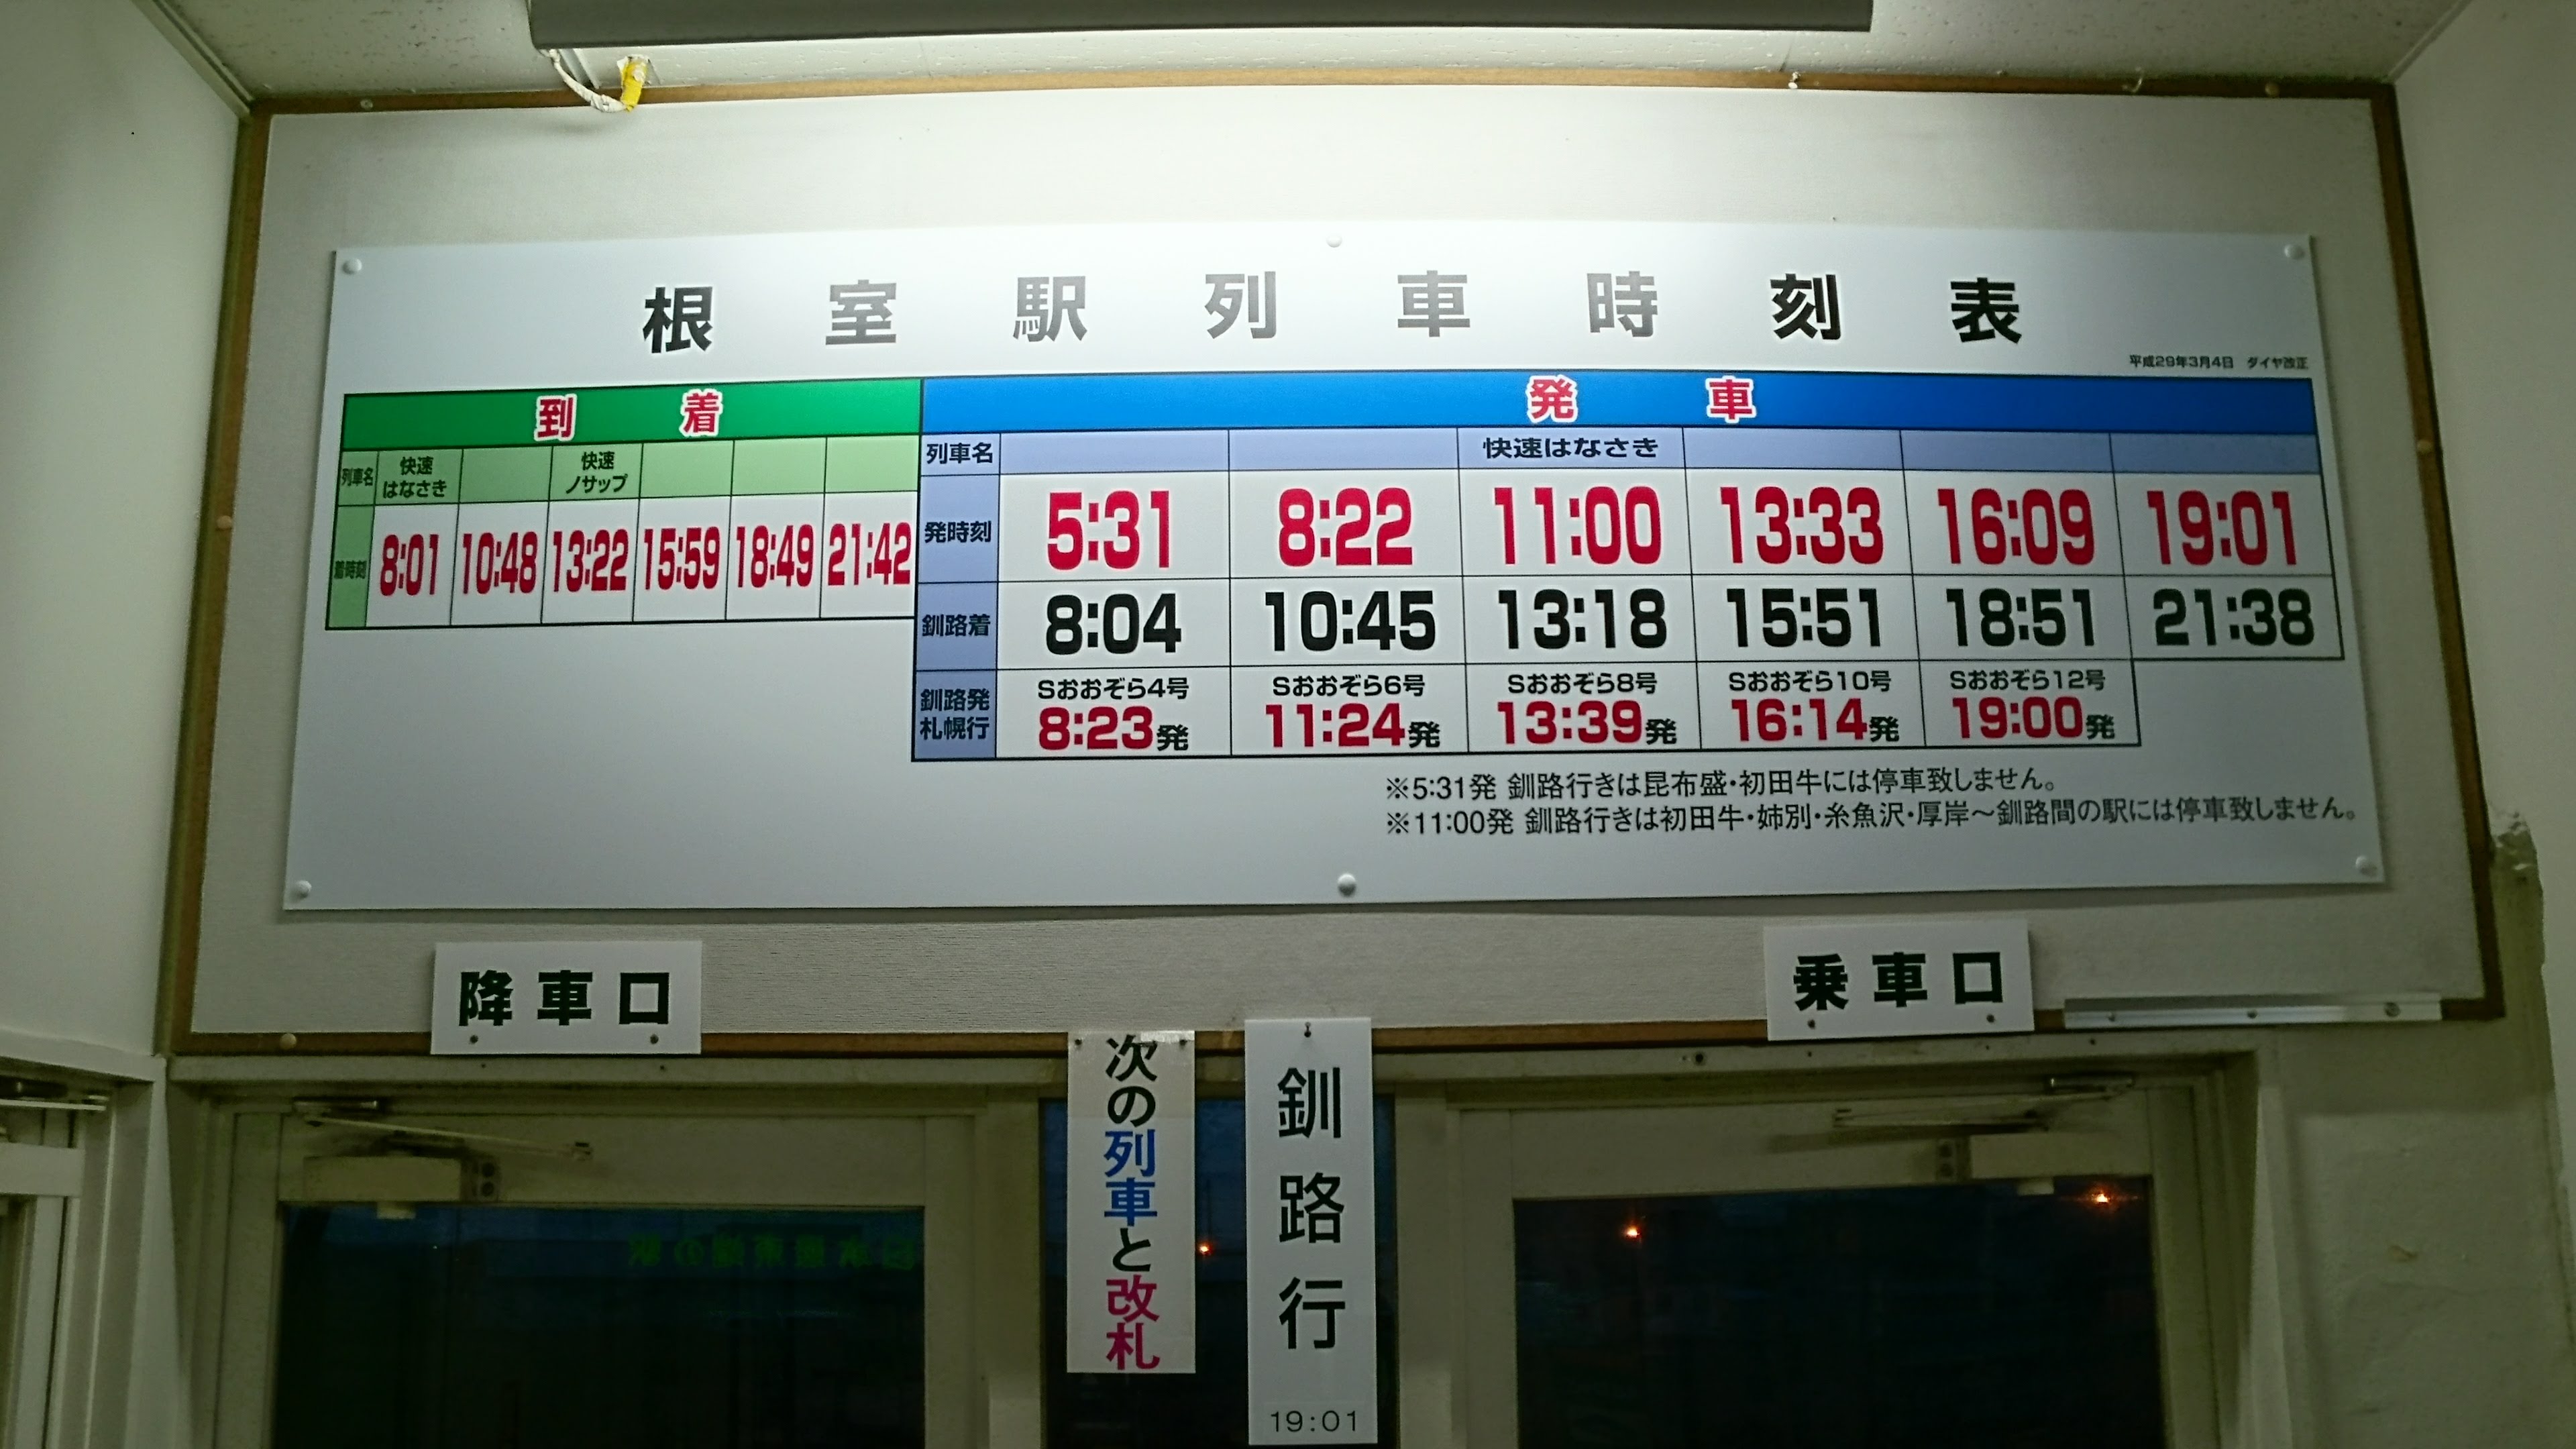 根室駅列車時刻表
平成29年3月4日 ダイヤ改正
到着
列車名 快速はなさき 快速ノサップ
着時刻 8:01 10:48 13:22 15:59 18:49 21:42
発車
列車名 快速はなさき
発時刻 5:31 8:22 11:00 13:33 16:09 19:01
釧路着 8:04 10:45 13:18 15:51 18:51 21:38
釧路発札幌行 Sおおぞら4号 8:23発 Sおおぞら6号 11:24発 Sおおぞら8号 13:39発 Sおおぞら10号 16:14発 Sおおぞら12号 19:00発
※5:31発 釧路行きは昆布盛・初田牛には停車致しません。
※11:00発 釧路行きは初田牛・姉別・糸魚沢・厚岸〜釧路間の駅には停車致しません。
降車口
乗車口
次の列車と改札
釧路行
19:01